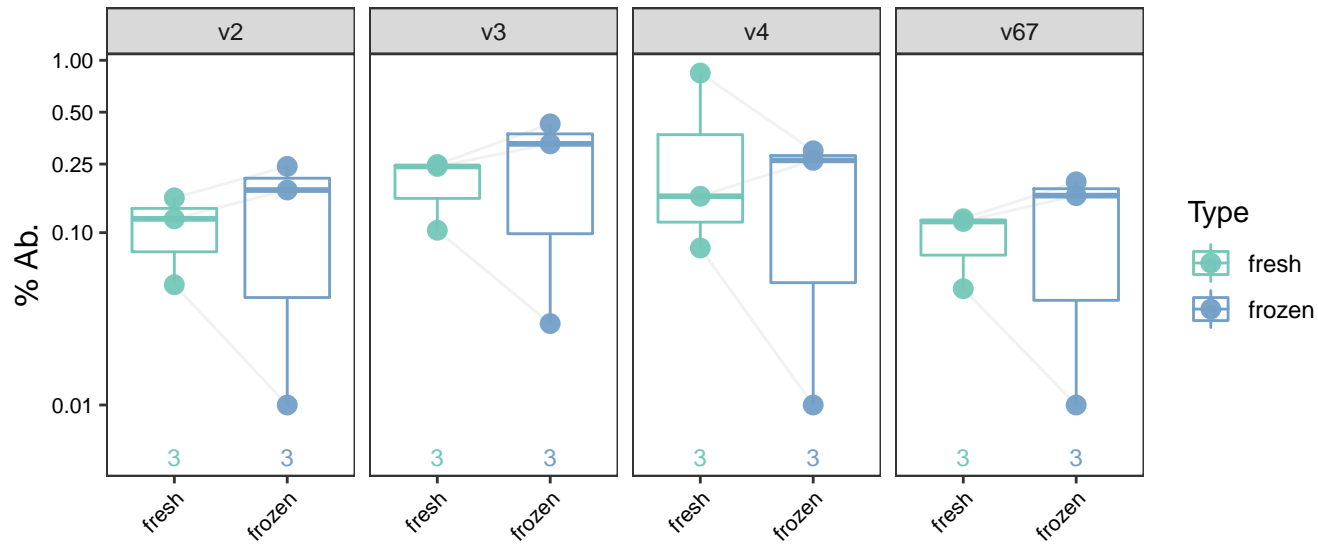 v2
v3
v4
v67
% Ab.
1.00
0.50
0.25
0.10
0.01
3
3
3
3
3
3
3
3
fresh
frozen
fresh
frozen
fresh
frozen
fresh
frozen
Type
fresh
frozen